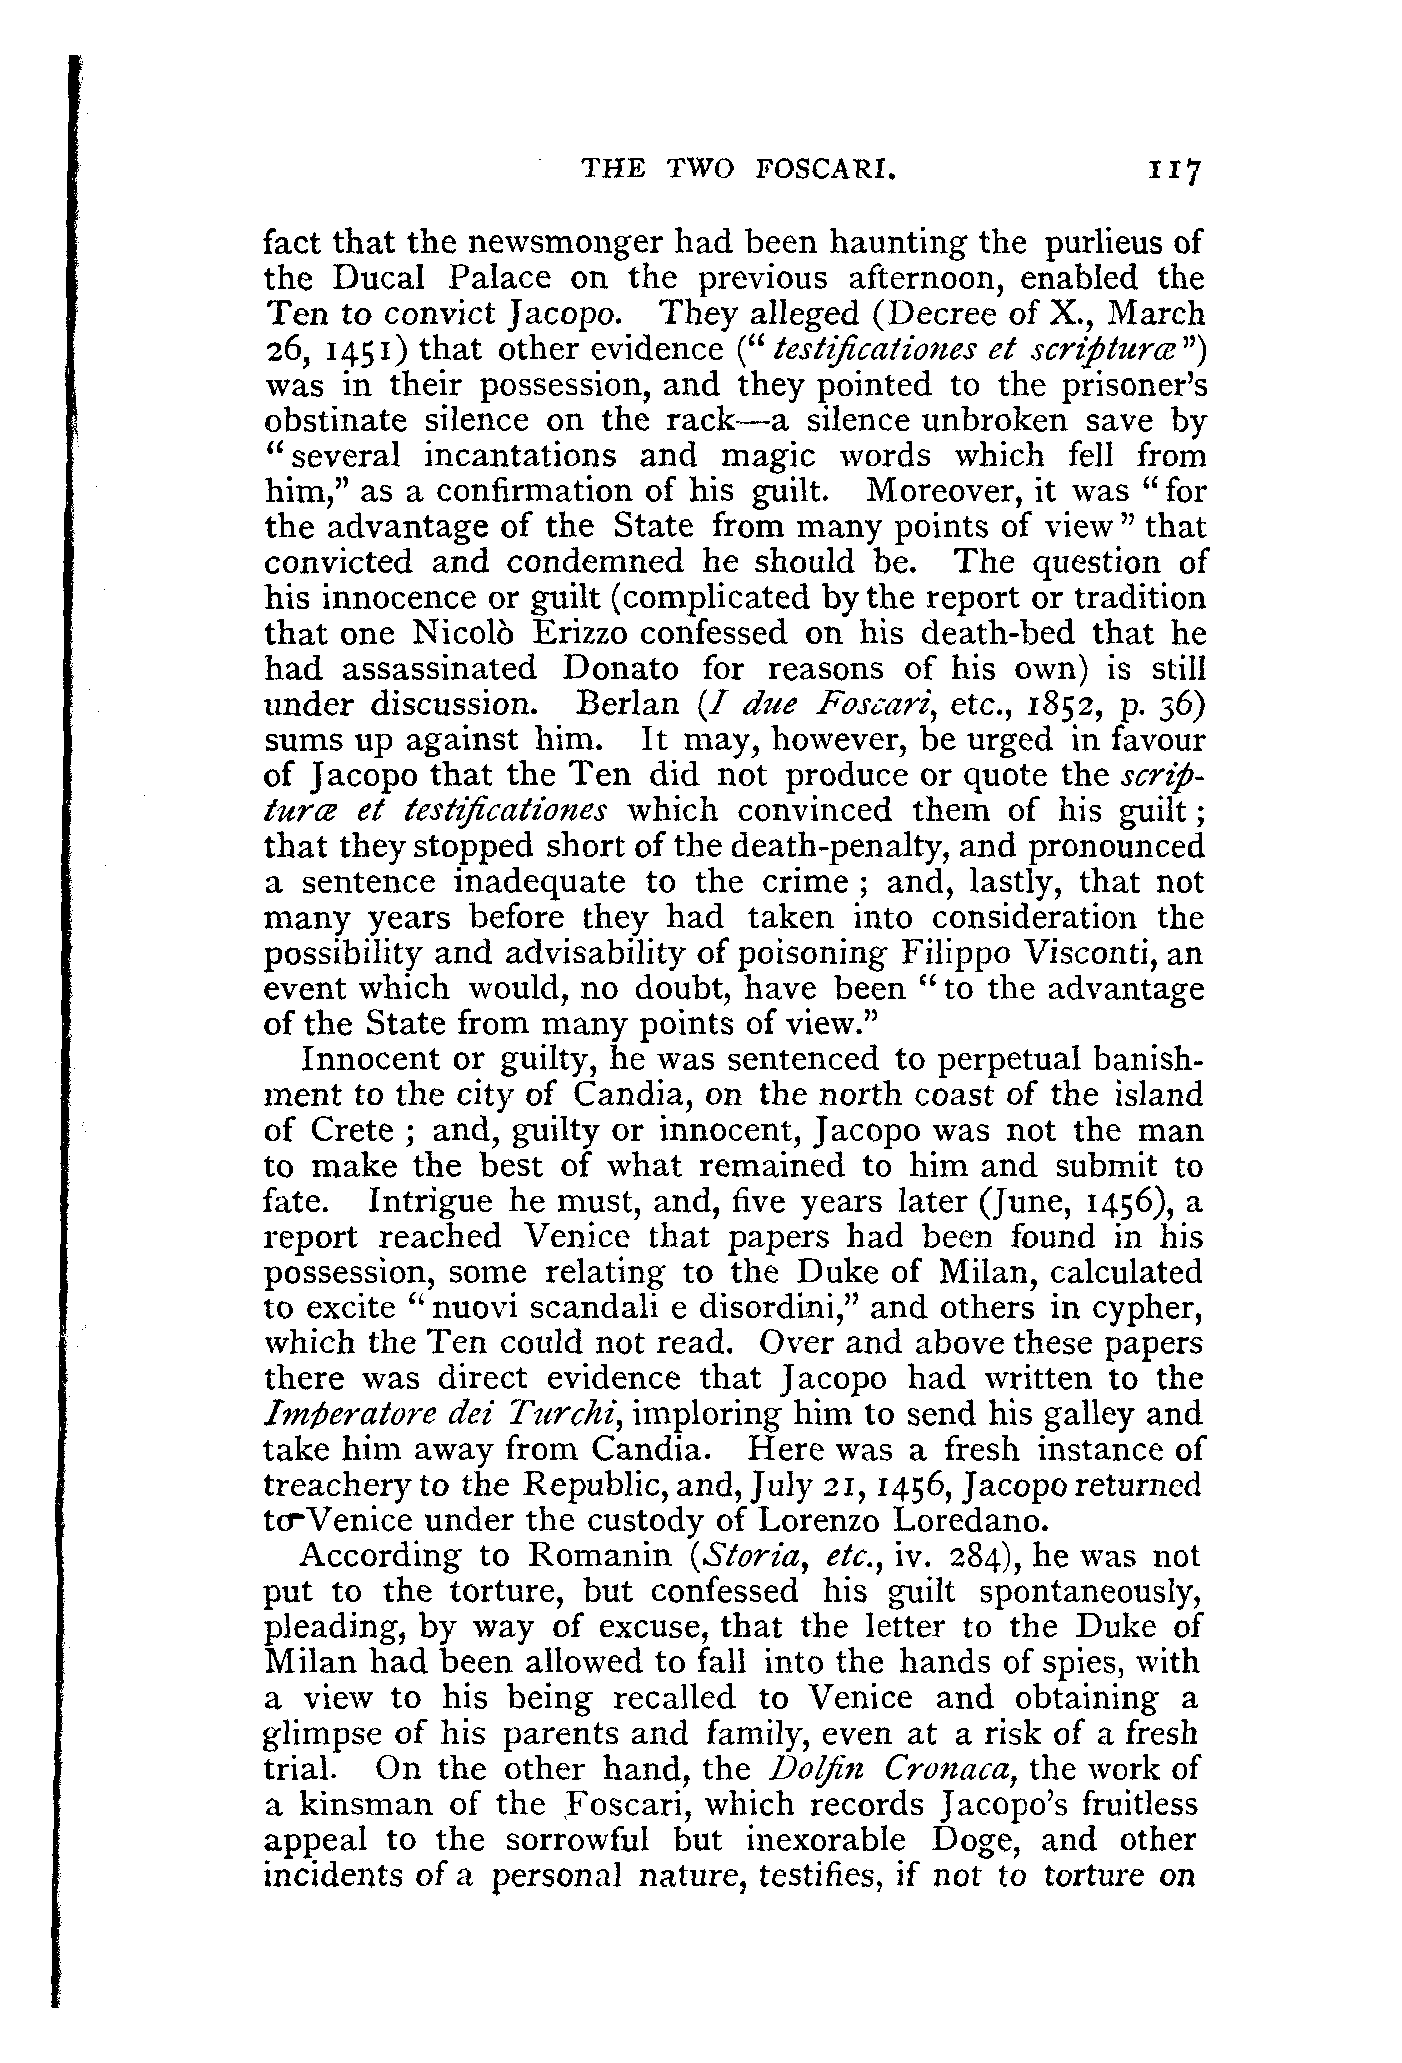 THE TWO FOSCARI. 117
fact that the newsmonger had been haunting the purlieus of
the Ducal Palace on the previous afternoon, enabled the
Ten to convict Jacopo. They alleged (Decree of X., March
26, 1451) that other evidence (“testificationes et scripturæ”)
was in their possession, and they pointed to the prisoner’s
obstinate silence on the rack—a silence unbroken save by
“several incantations and magic words which fell from
him,” as a confirmation of his guilt. Moreover, it was “for
the advantage of the State from many points of view” that
convicted and condemned he should be. The question of
his innocence or guilt (complicated by the report or tradition
that one Nicolò Erizzo confessed on his death-bed that he
had assassinated Donato for reasons of his own) is still
under discussion. Berlan (I due Foscari, etc., 1852, p. 36)
sums up against him. It may, however, be urged in favour
of Jacopo that the Ten did not produce or quote the scrip-
turæ et testificationes which convinced them of his guilt;
that they stopped short of the death-penalty, and pronounced
a sentence inadequate to the crime; and, lastly, that not
many years before they had taken into consideration the
possibility and advisability of poisoning Filippo Visconti, an
event which would, no doubt, have been “to the advantage
of the State from many points of view.”
Innocent or guilty, he was sentenced to perpetual banish-
ment to the city of Candia, on the north coast of the island
of Crete; and, guilty or innocent, Jacopo was not the man
to make the best of what remained to him and submit to
fate. Intrigue he must, and, five years later (June, 1456), a
report reached Venice that papers had been found in his
possession, some relating to the Duke of Milan, calculated
to excite “nuovi scandali e disordini,” and others in cypher,
which the Ten could not read. Over and above these papers
there was direct evidence that Jacopo had written to the
Imperatore dei Turchi, imploring him to send his galley and
take him away from Candia. Here was a fresh instance of
treachery to the Republic, and, July 21, 1456, Jacopo returned
to Venice under the custody of Lorenzo Loredano.
According to Romanin (Storia, etc., iv. 284), he was not
put to the torture, but confessed his guilt spontaneously,
pleading, by way of excuse, that the letter to the Duke of
Milan had been allowed to fall into the hands of spies, with
a view to his being recalled to Venice and obtaining a
glimpse of his parents and family, even at a risk of a fresh
trial. On the other hand, the Dolfin Cronaca, the work of
a kinsman of the Foscari, which records Jacopo’s fruitless
appeal to the sorrowful but inexorable Doge, and other
incidents of a personal nature, testifies, if not to torture on